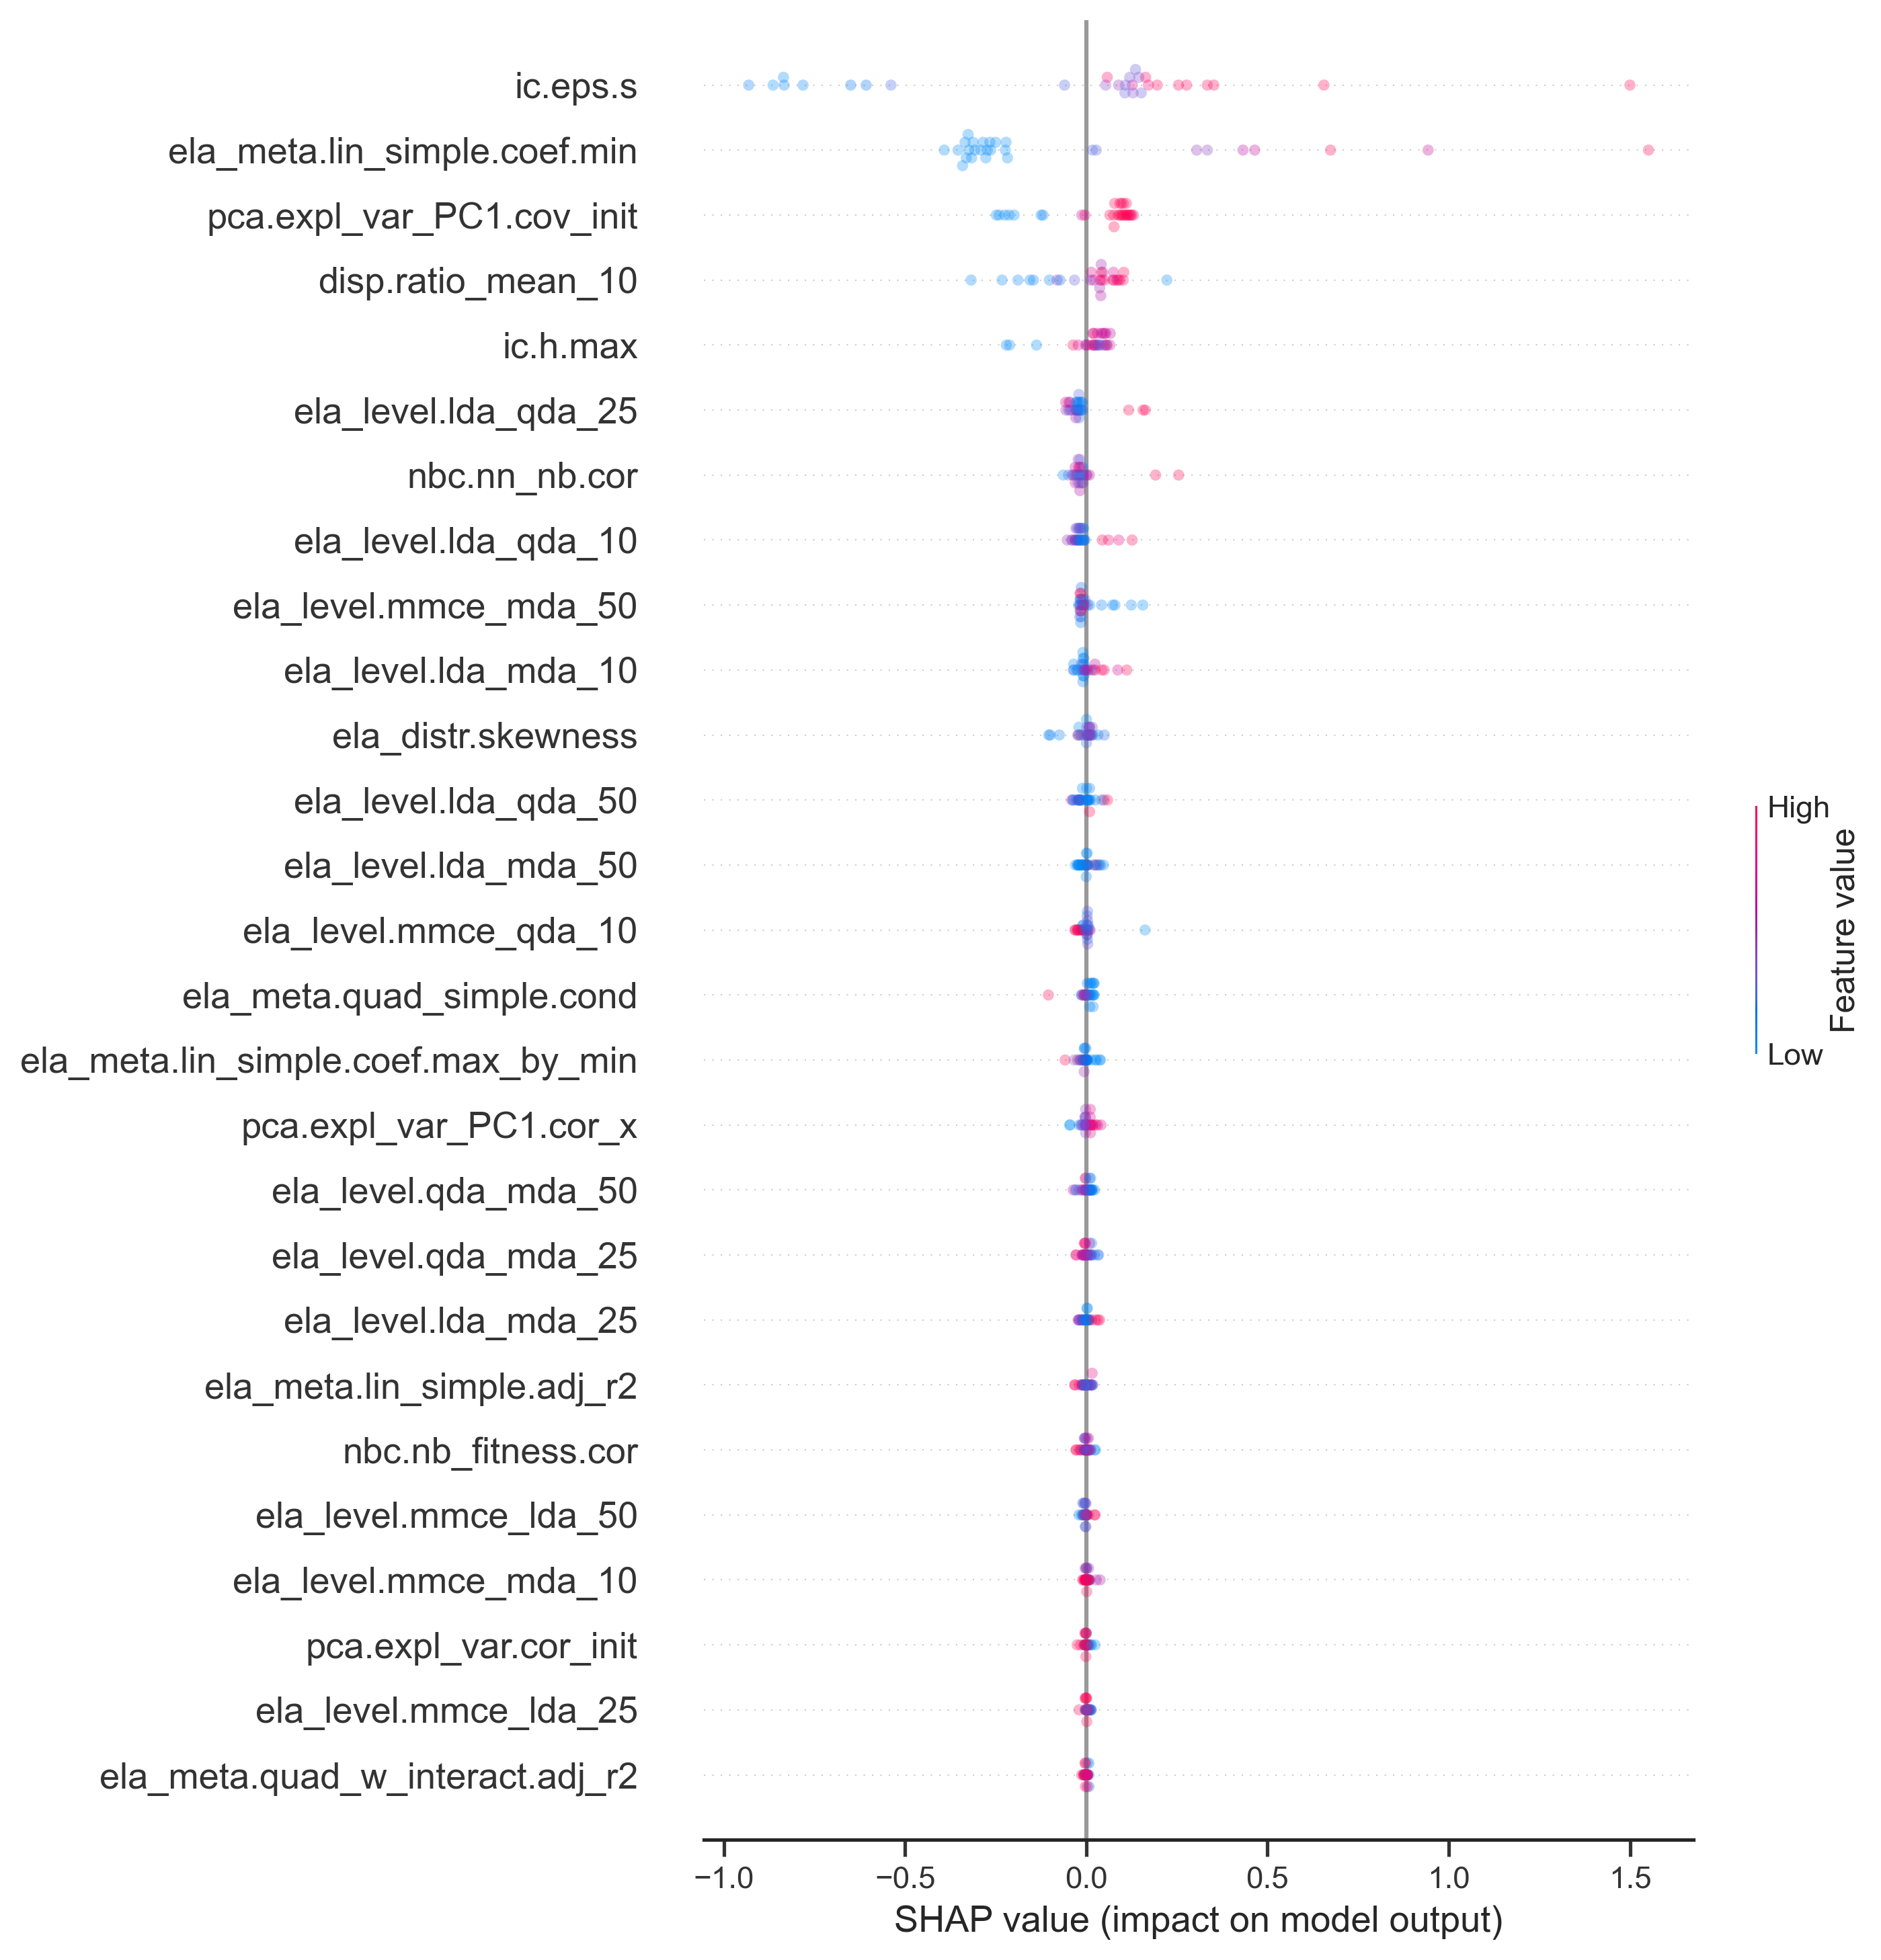 ic.eps.s
ela_meta.lin_simple.coef.min
pca.expl_var_PC1.cov_init
disp.ratio_mean_10
ic.h.max
ela_level.lda_qda_25
nbc.nn_nb.cor
ela_level.lda_qda_10
ela_level.mmce_mda_50
ela_level.lda_mda_10
ela_distr.skewness
ela_level.lda_qda_50
ela_level.lda_mda_50
ela_level.mmce_qda_10
ela_meta.quad_simple.cond
ela_meta.lin_simple.coef.max_by_min
pca.expl_var_PC1.cor_x
ela_level.qda_mda_50
ela_level.qda_mda_25
ela_level.lda_mda_25
ela_meta.lin_simple.adj_r2
nbc.nb_fitness.cor
ela_level.mmce_lda_50
ela_level.mmce_mda_10
pca.expl_var.cor_init
ela_level.mmce_lda_25
ela_meta.quad_w_interact.adj_r2
−1.0 −0.5 0.0 0.5 1.0 1.5
SHAP value (impact on model output)
High
Feature value
Low